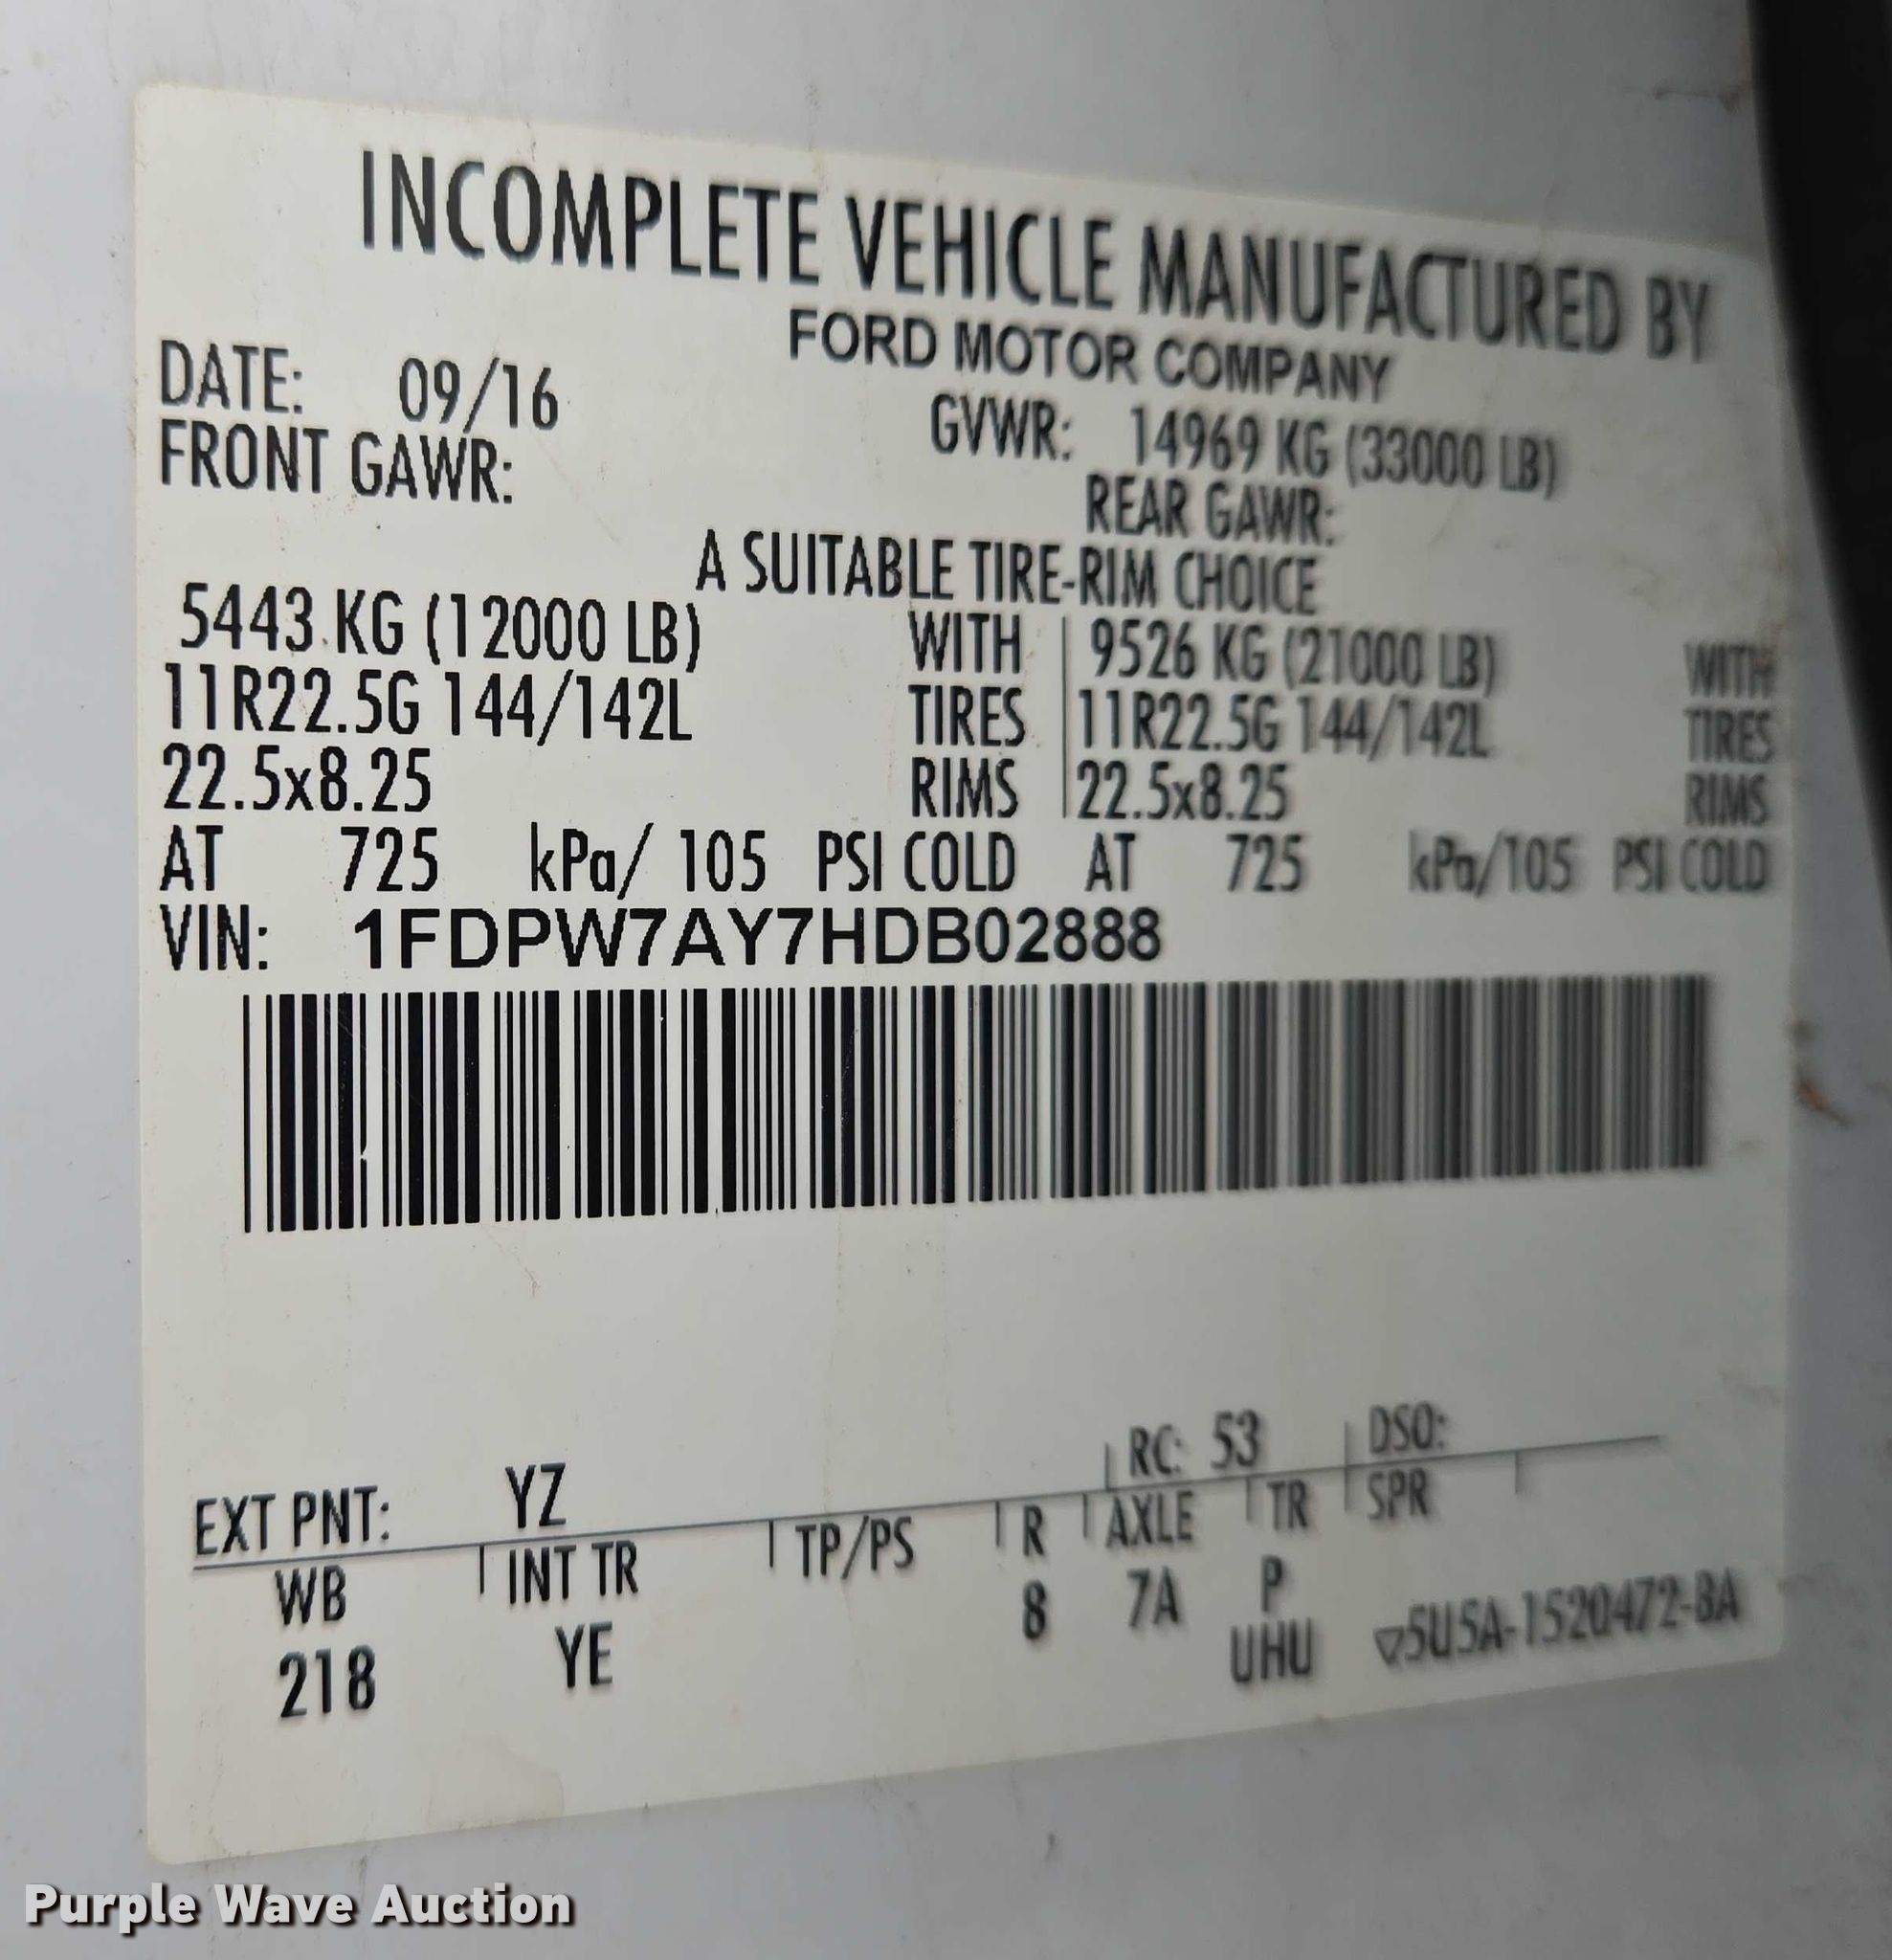 INCOMPLETE VEHICLE MANUFACTURED BY
FORD MOTOR COMPANY
DATE: 09/16 GVWR: 14969 KG (33000 LB)
FRONT GAWR: REAR GAWR:
A SUITABLE TIRE-RIM CHOICE
5443 KG (12000 LB) WITH 9526 KG (21000 LB) WITH
11R22.5G 144/142L TIRES 11R22.5G 144/142L TIRES
22.5x8.25 RIMS 22.5x8.25 RIMS
AT 725 kPa/ 105 PSI COLD AT 725 kPa/105 PSI COLD
VIN: 1FDPW7AY7HDB02888
EXT PNT: YZ RC: 53 DSO:
WB INT TR TP/PS R AXLE TR SPR
218 YE 8 7A P
UHU ▽5U5A-1520472-BA
Purple Wave Auction